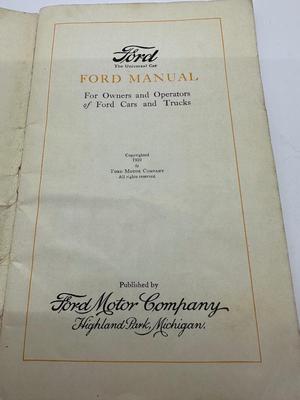 Ford
The Universal Car
FORD MANUAL
For Owners and Operators
of Ford Cars and Trucks
Copyrighted
by
FORD MOTOR COMPANY
All rights reserved
Published by
Ford Motor Company
Highland Park, Michigan.